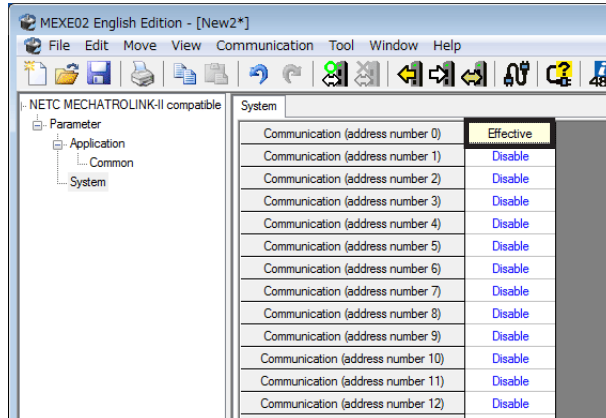 MEXE02 English Edition - [New2*]
File Edit Move View Communication Tool Window Help
NETC MECHATROLINK-II compatible
Parameter
Application
Common
System
System
Communication (address number 0) Effective
Communication (address number 1) Disable
Communication (address number 2) Disable
Communication (address number 3) Disable
Communication (address number 4) Disable
Communication (address number 5) Disable
Communication (address number 6) Disable
Communication (address number 7) Disable
Communication (address number 8) Disable
Communication (address number 9) Disable
Communication (address number 10) Disable
Communication (address number 11) Disable
Communication (address number 12) Disable